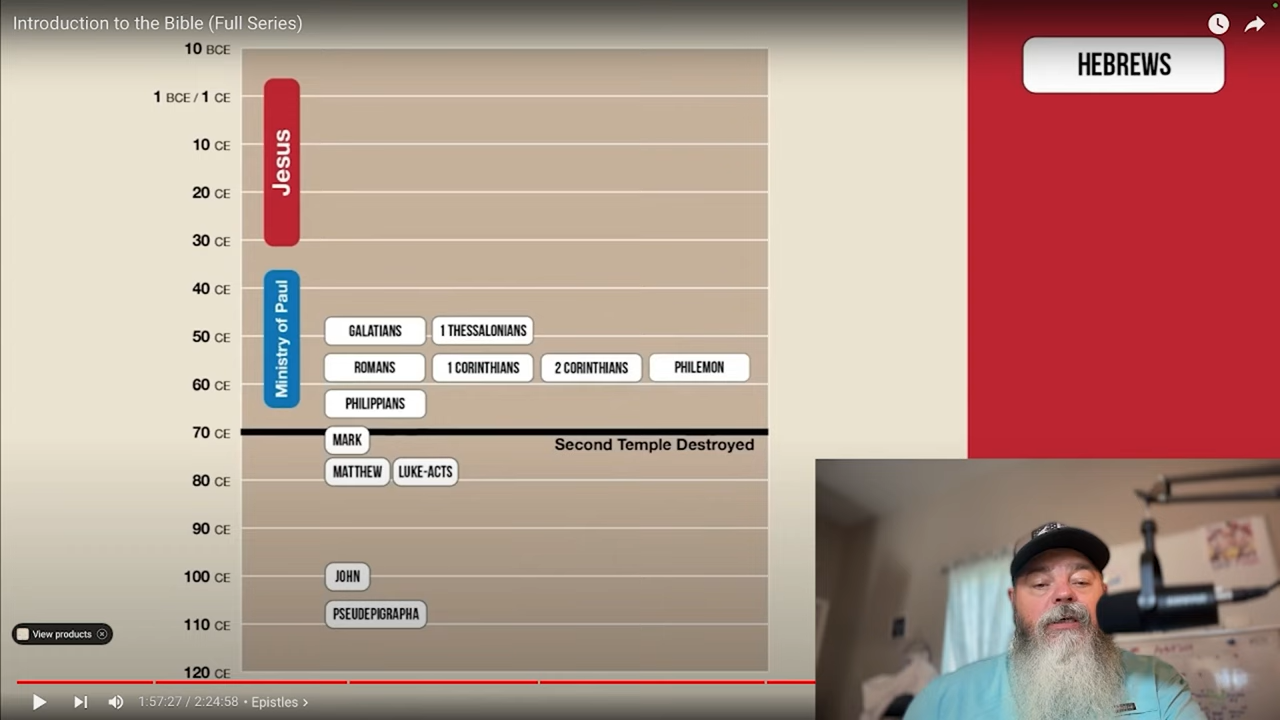 Introduction to the Bible (Full Series)
HEBREWS
10 BCE
1 BCE / 1 CE
10 CE
20 CE
30 CE
40 CE
50 CE
60 CE
70 CE
80 CE
90 CE
100 CE
110 CE
120 CE
Jesus
Ministry of Paul
GALATIANS
1 THESSALONIANS
ROMANS
1 CORINTHIANS
2 CORINTHIANS
PHILEMON
PHILIPPIANS
MARK
Second Temple Destroyed
MATTHEW
LUKE-ACTS
JOHN
PSEUDEPIGRAPHA
View products
1:57:27 / 2:24:58 • Epistles >